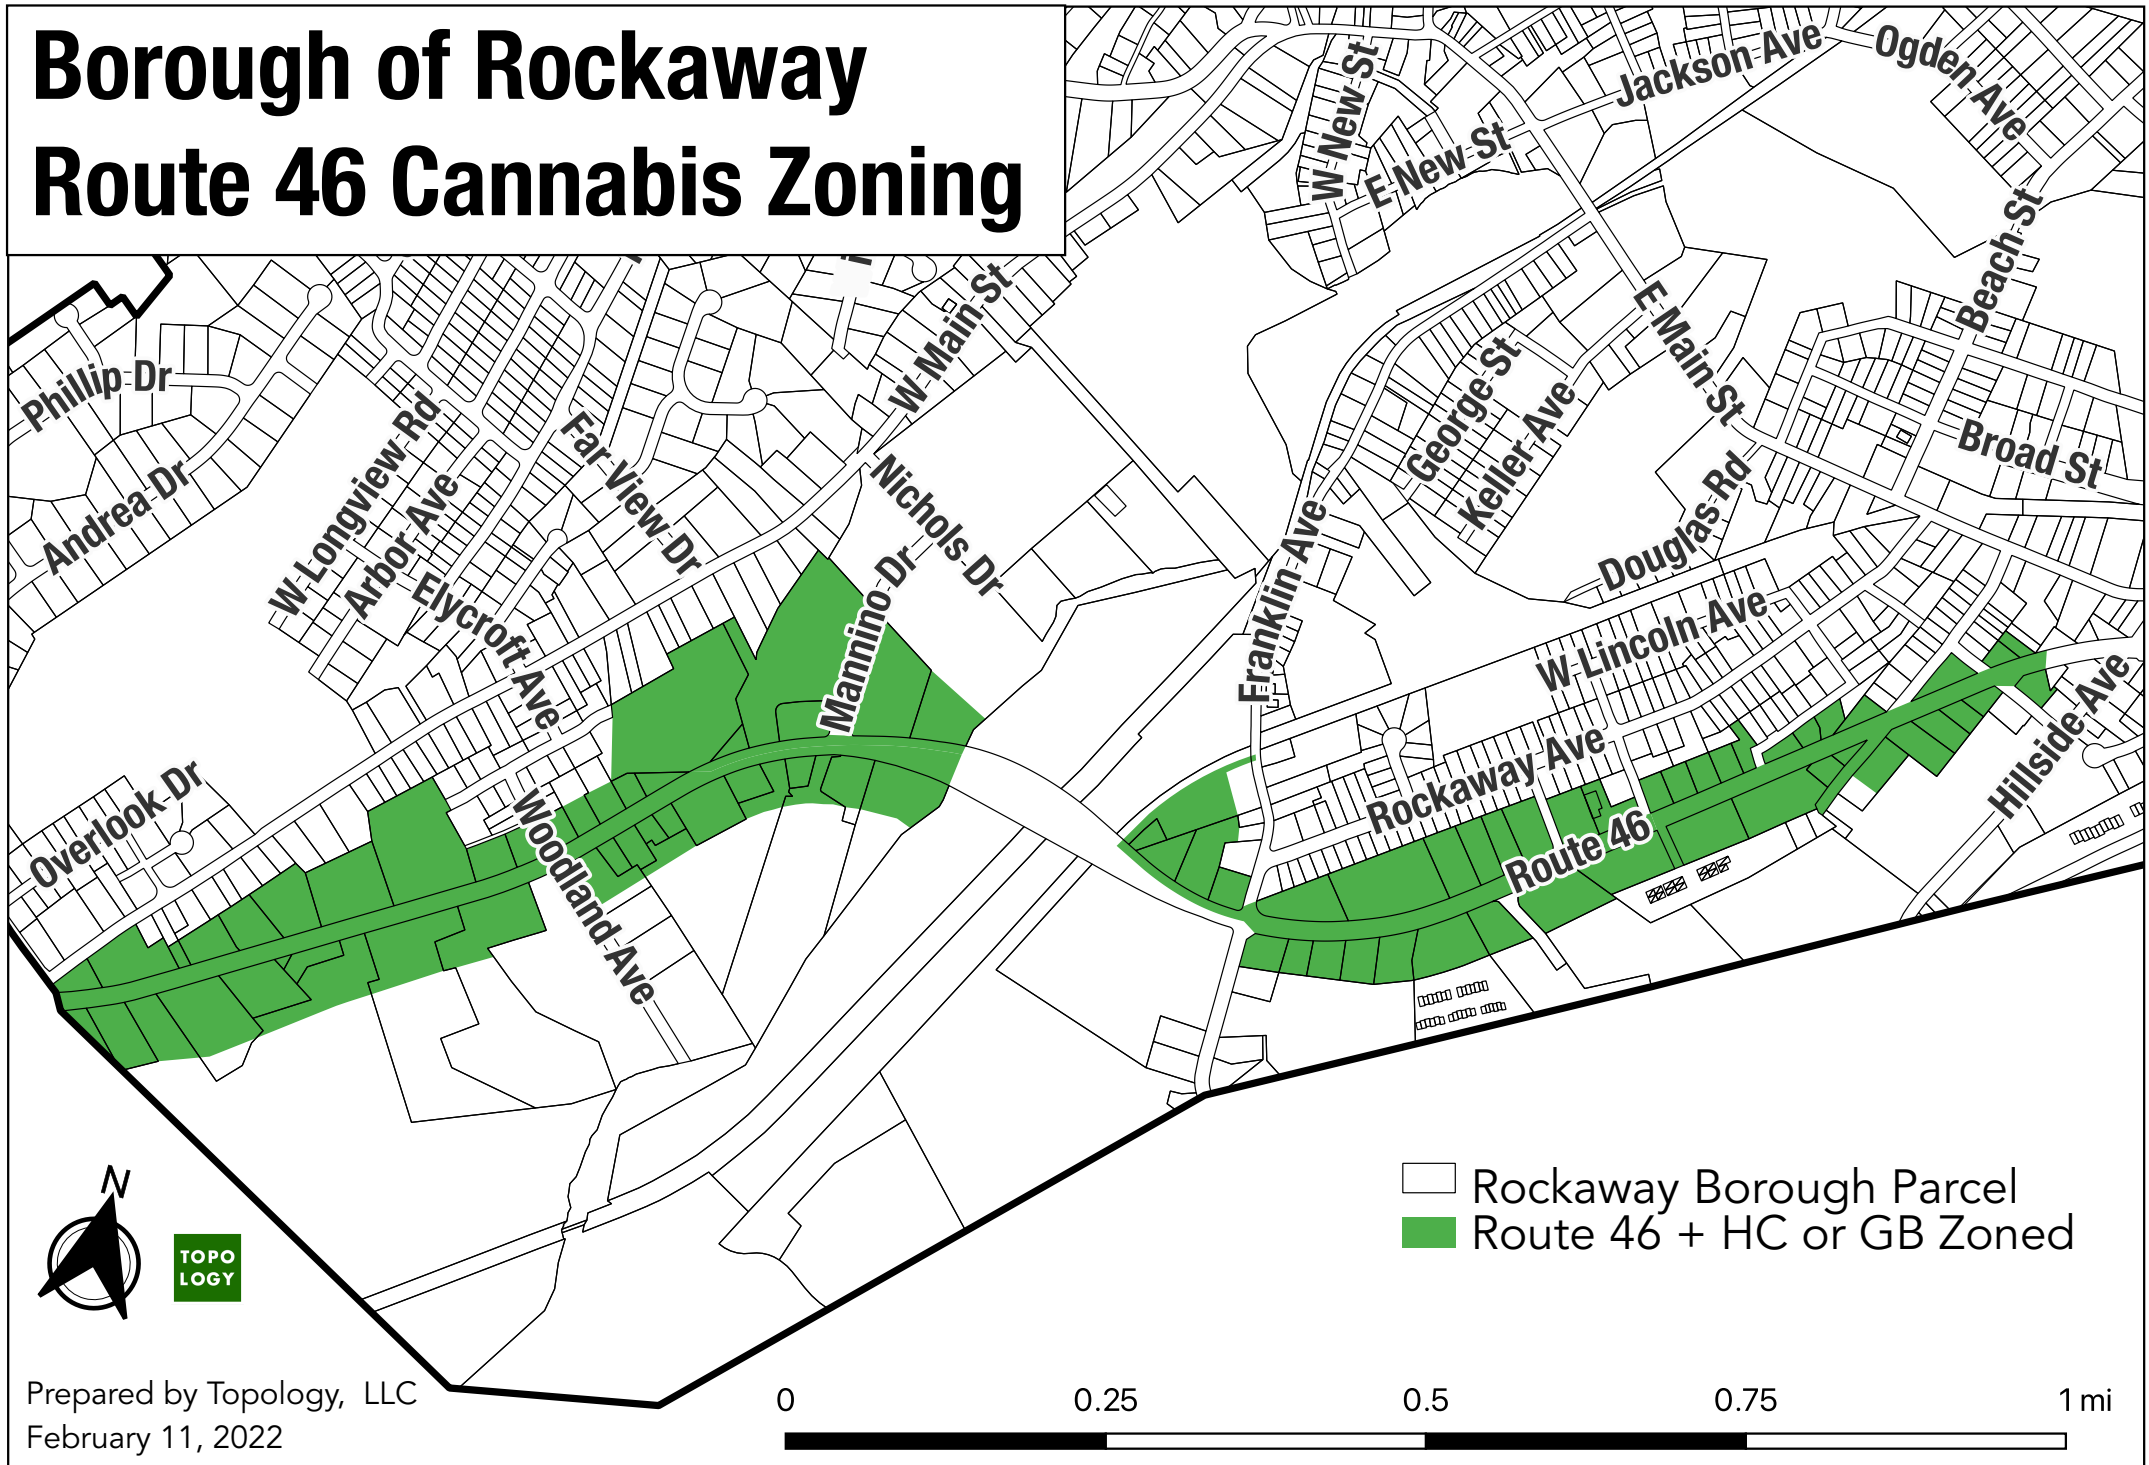 Borough of Rockaway
Route 46 Cannabis Zoning
Jackson Ave
Ogden Ave
W New St
E New St
Beach St
W Main St
E Main St
Phillip Dr
George St
Keller Ave
Broad St
W Longview Rd
Far View Dr
Andrea Dr
Arbor Ave
Nichols Dr
Douglas Rd
Franklin Ave
Mannino Dr
Elycroft Ave
W Lincoln Ave
Hillside Ave
Overlook Dr
Rockaway Ave
Woodland Ave
Route 46
N
TOPO
LOGY
Rockaway Borough Parcel
Route 46 + HC or GB Zoned
Prepared by Topology, LLC
February 11, 2022
0 0.25 0.5 0.75 1 mi